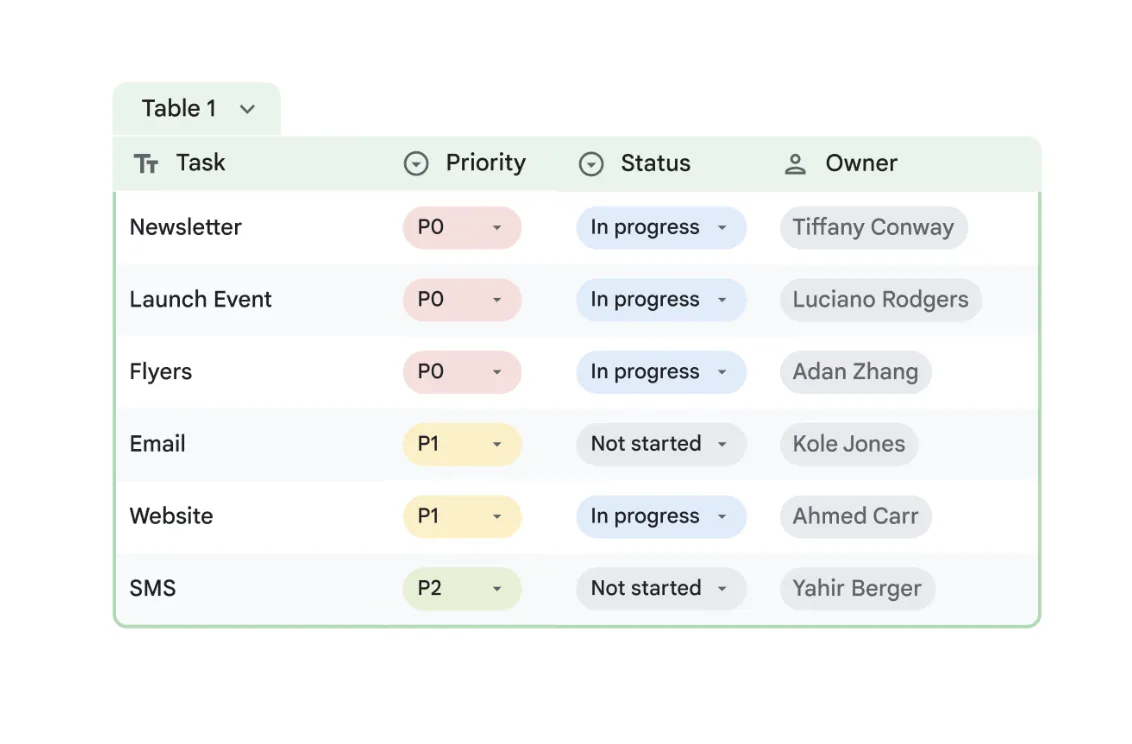 Table 1
Task Priority Status Owner
Newsletter P0 In progress Tiffany Conway
Launch Event P0 In progress Luciano Rodgers
Flyers P0 In progress Adan Zhang
Email P1 Not started Kole Jones
Website P1 In progress Ahmed Carr
SMS P2 Not started Yahir Berger